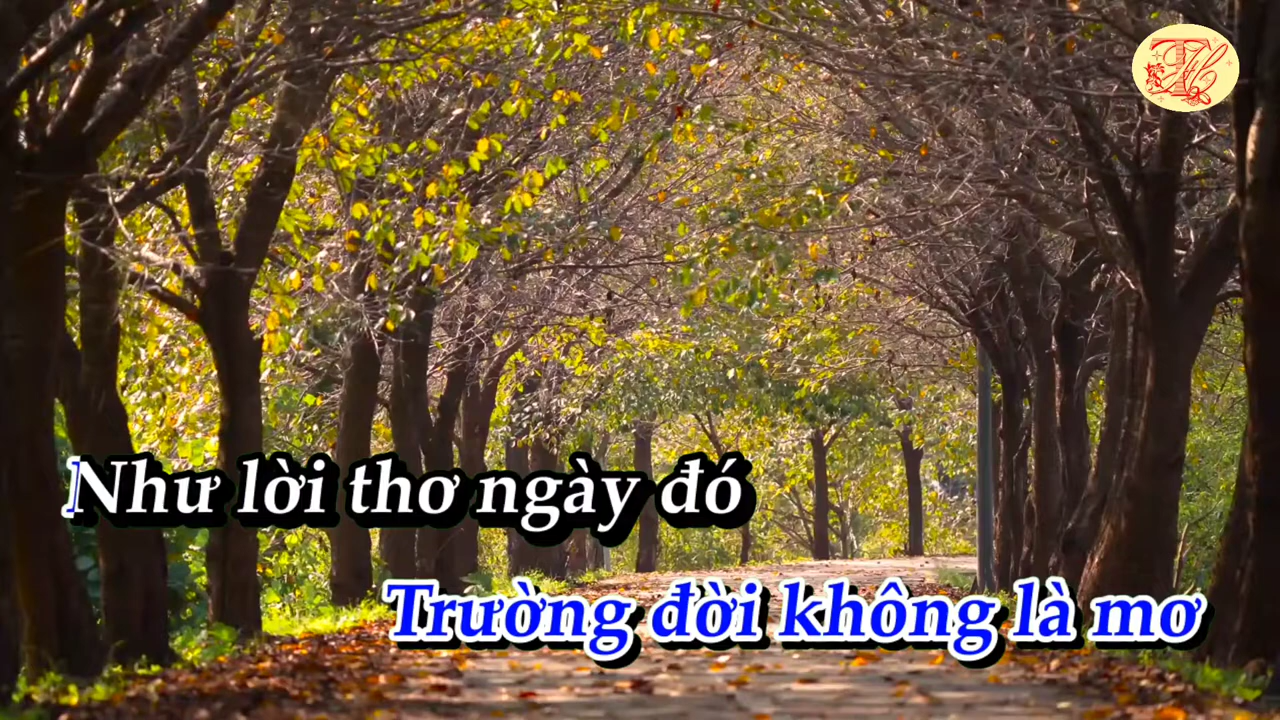 Như lời thơ ngày đó
Trường đời không là mơ